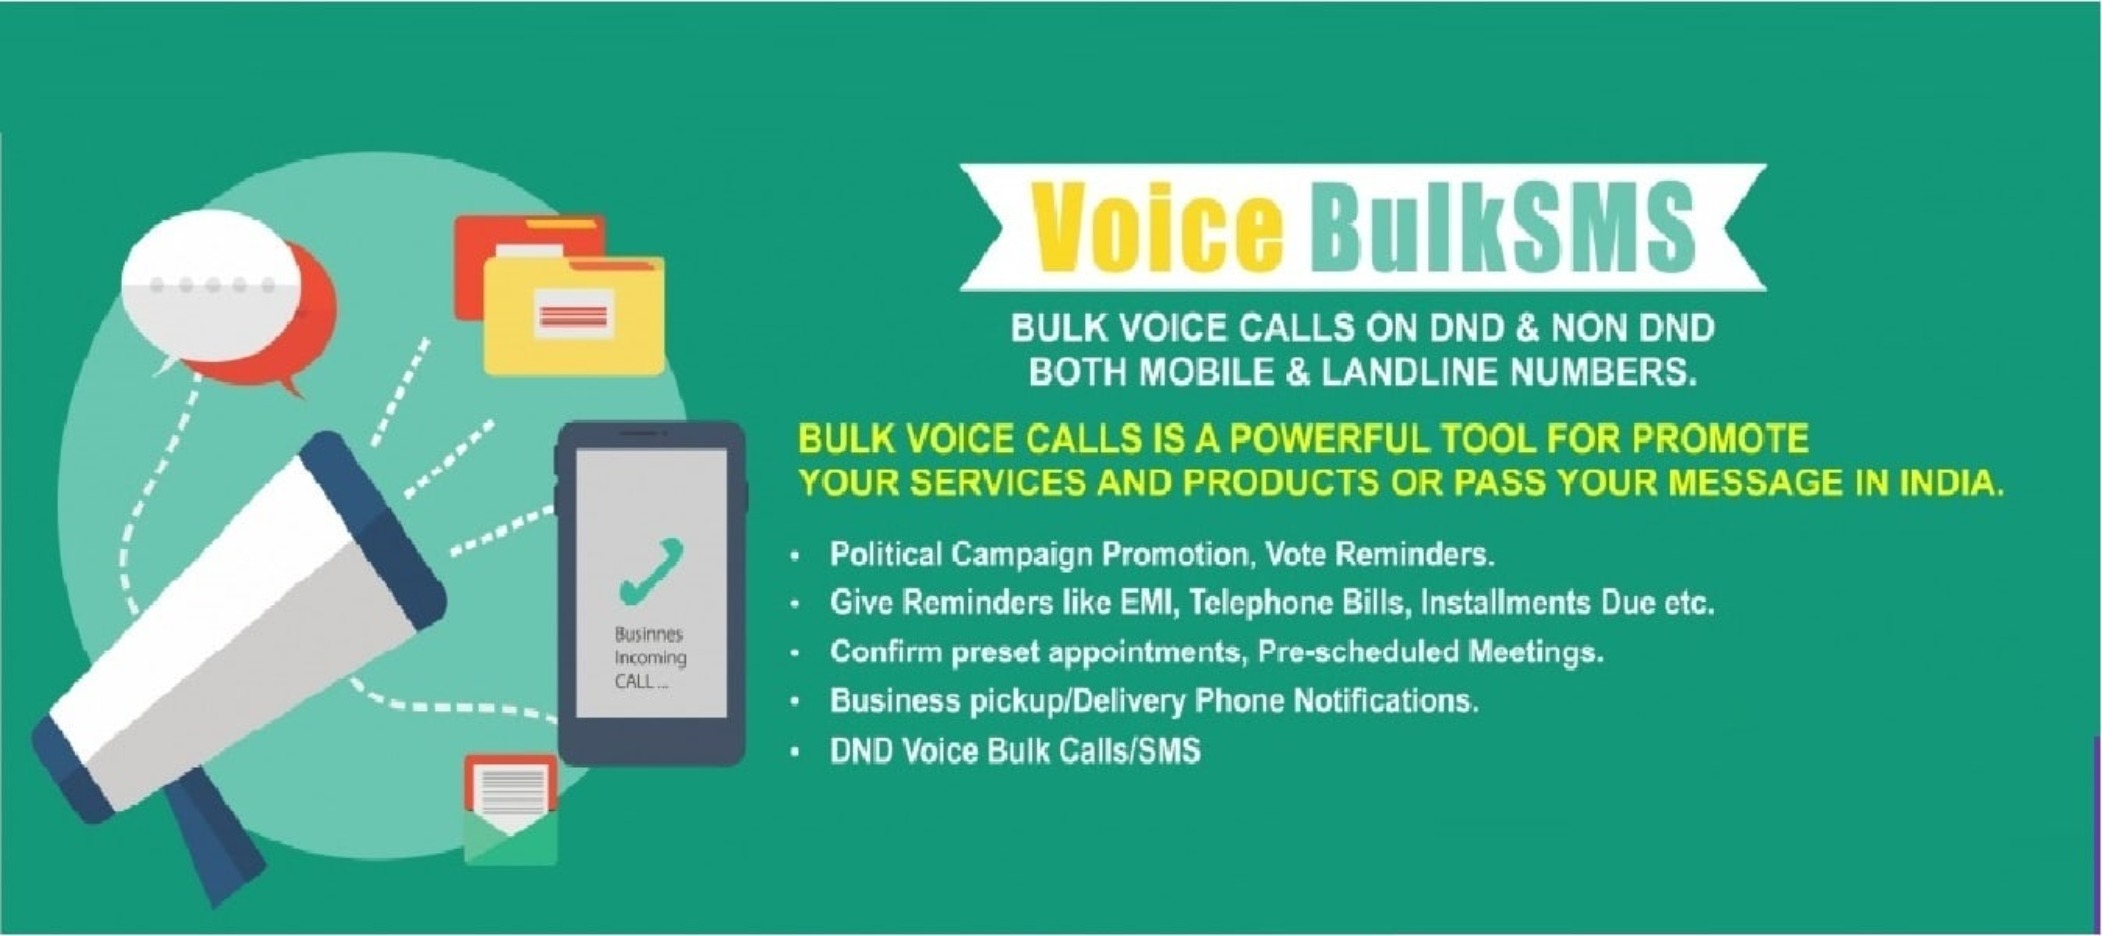 Voice BulkSMS
BULK VOICE CALLS ON DND & NON DND
BOTH MOBILE & LANDLINE NUMBERS.
BULK VOICE CALLS IS A POWERFUL TOOL FOR PROMOTE
YOUR SERVICES AND PRODUCTS OR PASS YOUR MESSAGE IN INDIA.
• Political Campaign Promotion, Vote Reminders.
• Give Reminders like EMI, Telephone Bills, Installments Due etc.
• Confirm preset appointments, Pre-scheduled Meetings.
• Business pickup/Delivery Phone Notifications.
• DND Voice Bulk Calls/SMS
Businnes
Incoming
CALL...